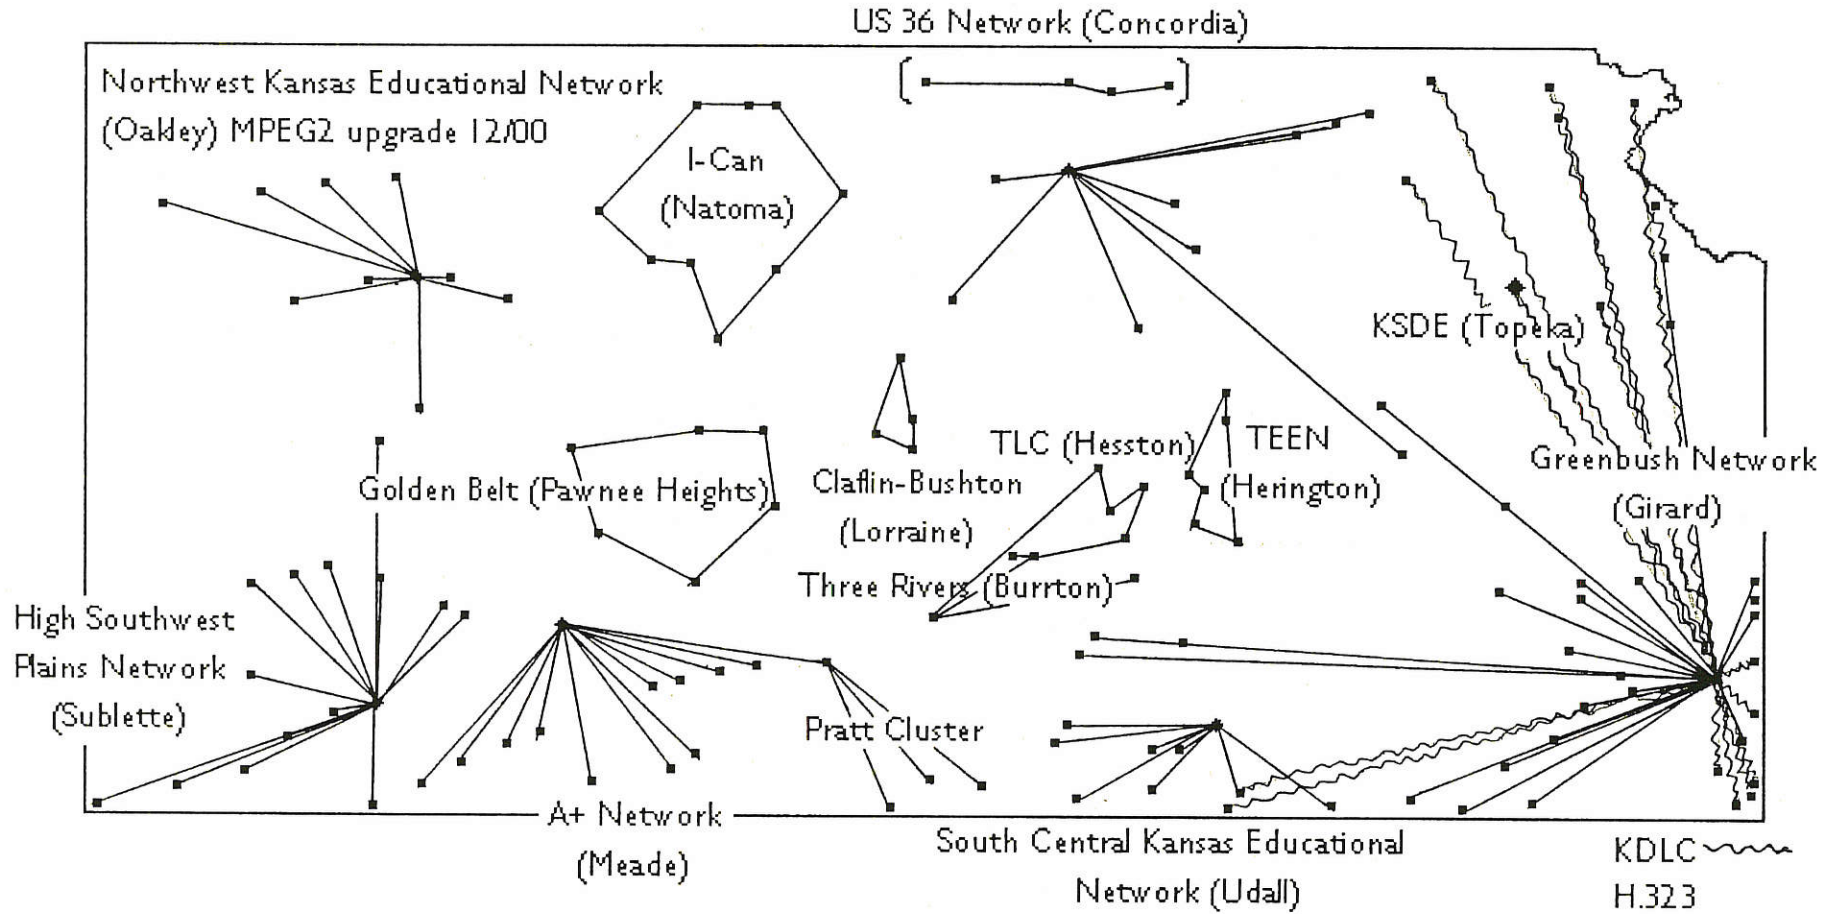 US 36 Network (Concordia)
Northwest Kansas Educational Network
(Oakley) MPEG2 upgrade 12/00
I-Can
(Natoma)
KSDE (Topeka)
TLC (Hesston)
TEEN
(Herington)
Greenbush Network
(Girard)
Golden Belt (Pawnee Heights)
Claflin-Bushton
(Lorraine)
Three Rivers (Burrton)
High Southwest
Plains Network
(Sublette)
Pratt Cluster
A+ Network
(Meade)
South Central Kansas Educational
Network (Udall)
KDLC
H.323